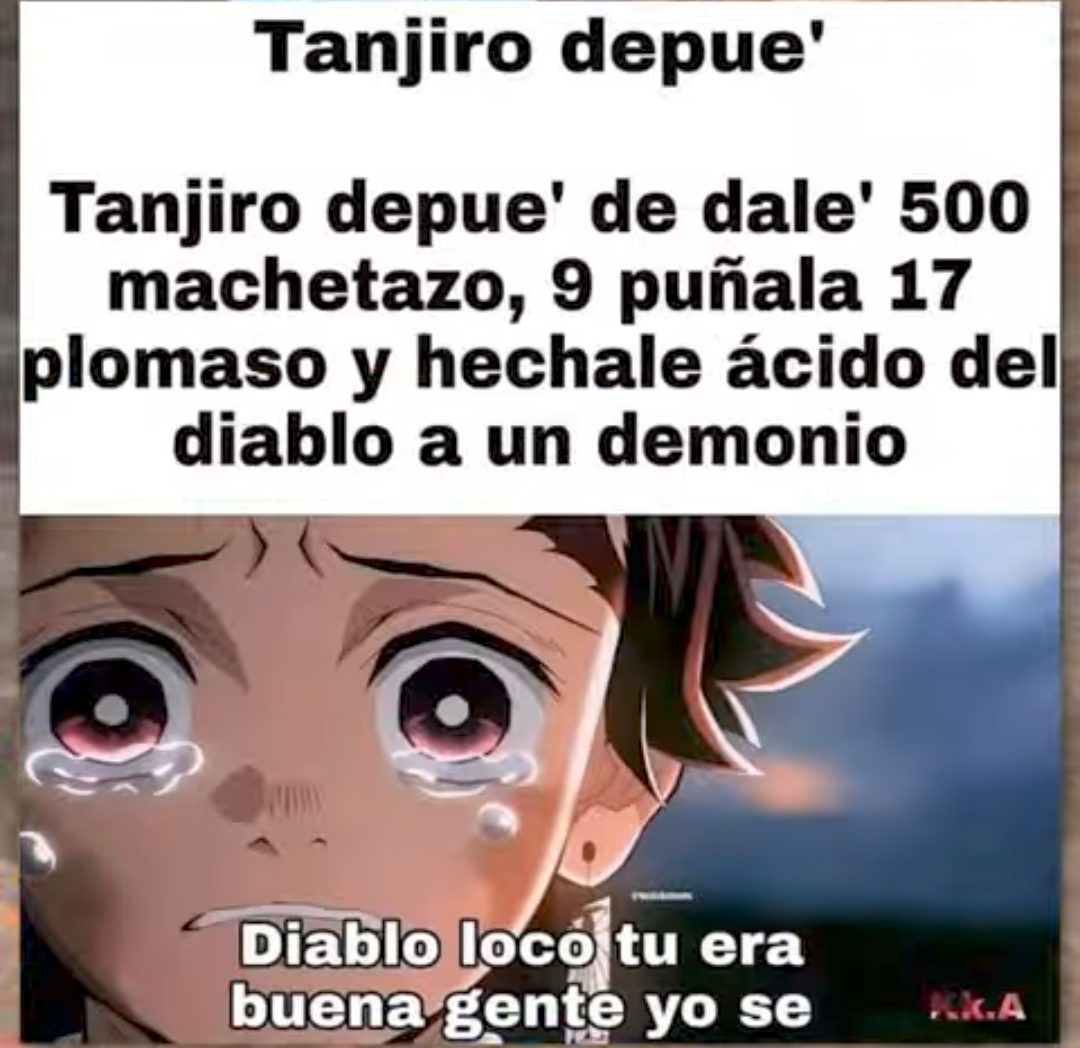 Tanjiro depue'
Tanjiro depue' de dale' 500
machetazo, 9 puñala 17
plomaso y hechale ácido del
diablo a un demonio
Diablo loco tu era
buena gente yo se
Kk.A